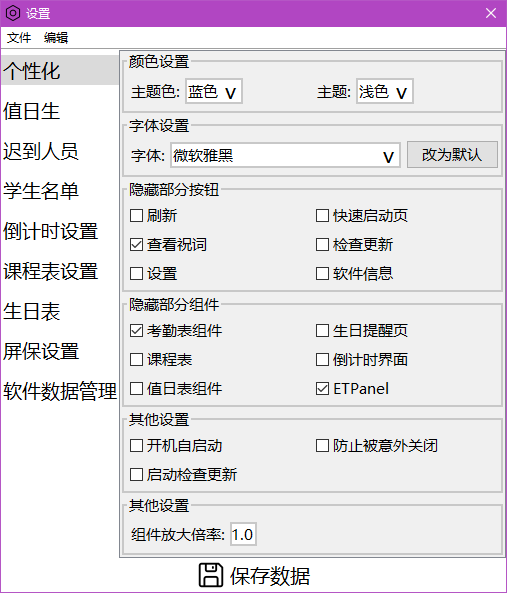 设置
文件 编辑
个性化
值日生
迟到人员
学生名单
倒计时设置
课程表设置
生日表
屏保设置
软件数据管理
颜色设置
主题色: 蓝色 主题: 浅色
字体设置
字体: 微软雅黑 改为默认
隐藏部分按钮
刷新 快速启动页
查看祝词 检查更新
设置 软件信息
隐藏部分组件
考勤表组件 生日提醒页
课程表 倒计时界面
值日表组件 ETPanel
其他设置
开机自启动 防止被意外关闭
启动检查更新
其他设置
组件放大倍率: 1.0
保存数据